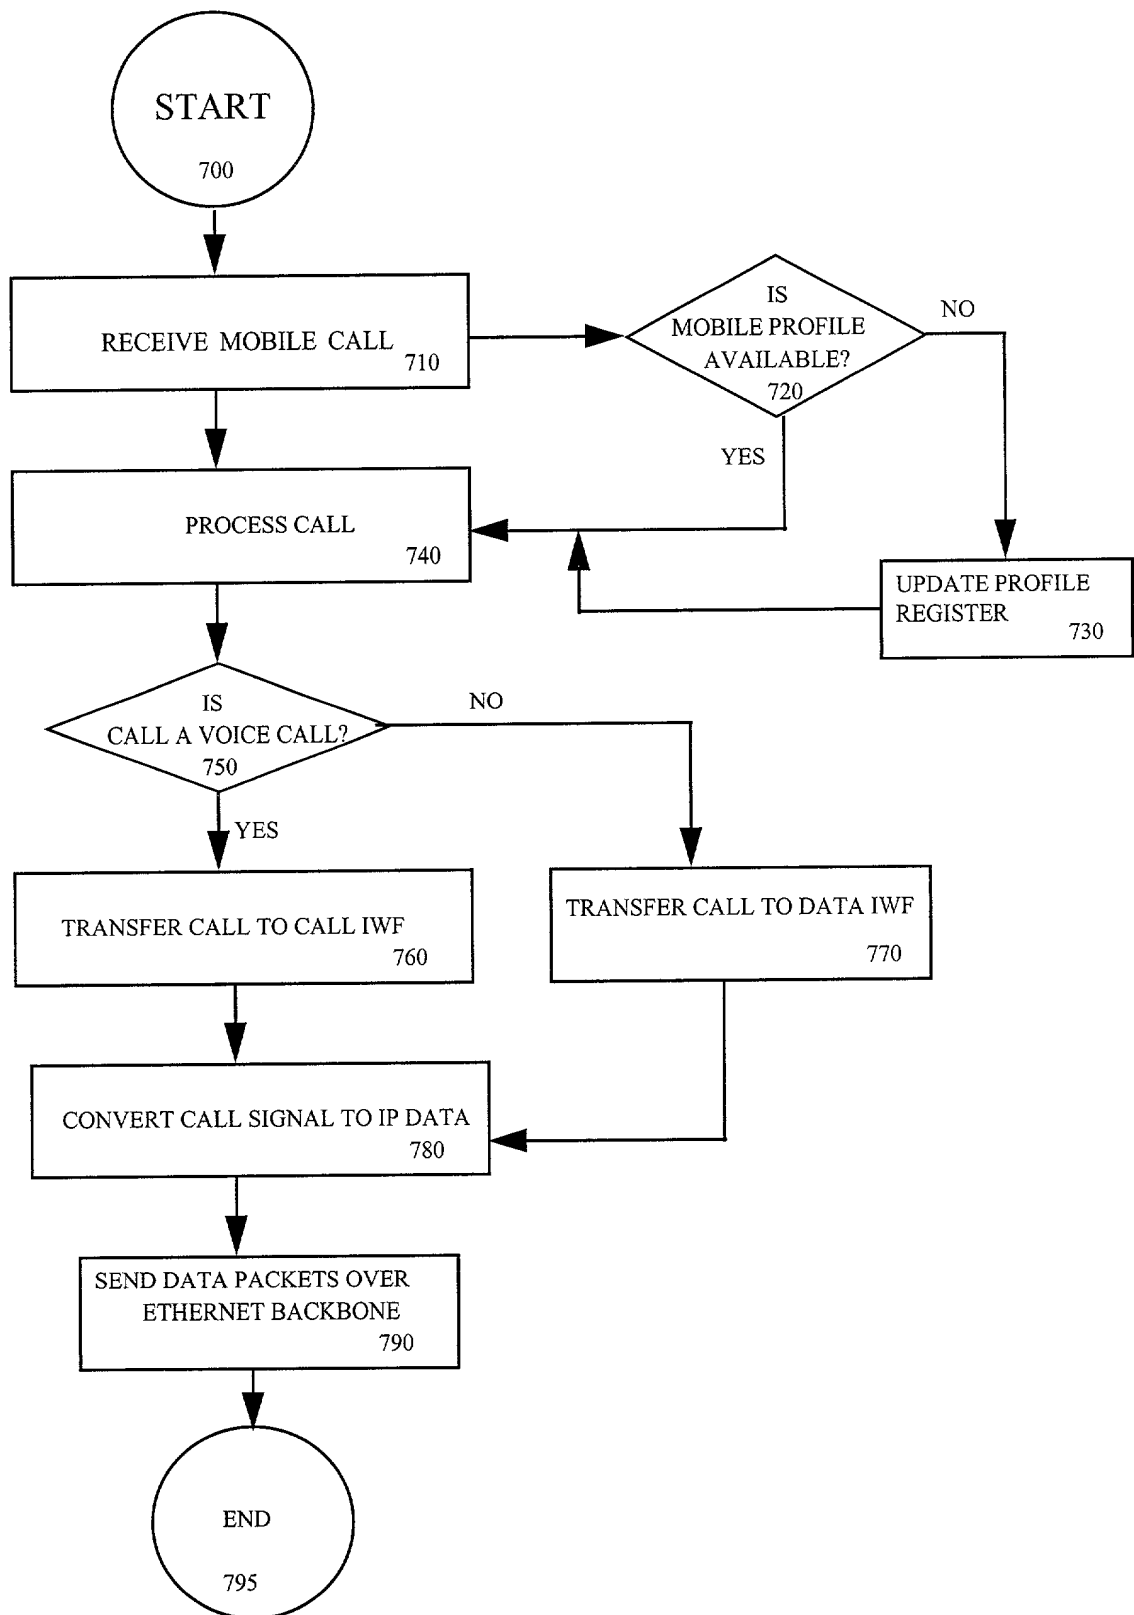 START
700
RECEIVE MOBILE CALL
710
IS
MOBILE PROFILE
AVAILABLE?
720
NO
YES
PROCESS CALL
740
UPDATE PROFILE
REGISTER
730
IS
CALL A VOICE CALL?
750
NO
YES
TRANSFER CALL TO CALL IWF
760
TRANSFER CALL TO DATA IWF
770
CONVERT CALL SIGNAL TO IP DATA
780
SEND DATA PACKETS OVER
ETHERNET BACKBONE
790
END
795